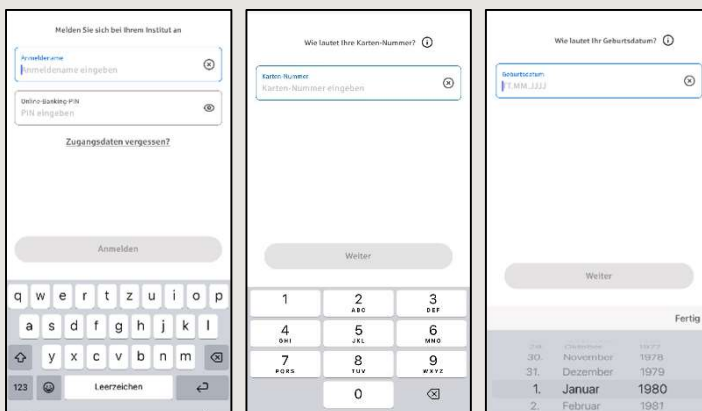 Melden Sie sich bei Ihrem Institut an
Anmeldename
Anmeldename eingeben
Online-Banking-PIN
PIN eingeben
Zugangsdaten vergessen?
Anmelden
q w e r t z u i o p
a s d f g h j k l
y x c v b n m
123 Leerzeichen
Wie lautet Ihre Karten-Nummer?
Karten-Nummer
Karten-Nummer eingeben
Weiter
1 2 3
ABC DEF
4 5 6
GHI JKL MNO
7 8 9
PQRS TUV WXYZ
0
Wie lautet Ihr Geburtsdatum?
Geburtsdatum
TT.MM.JJJJ
Weiter
Fertig
30. November 1978
31. Dezember 1979
1. Januar 1980
2. Februar 1981